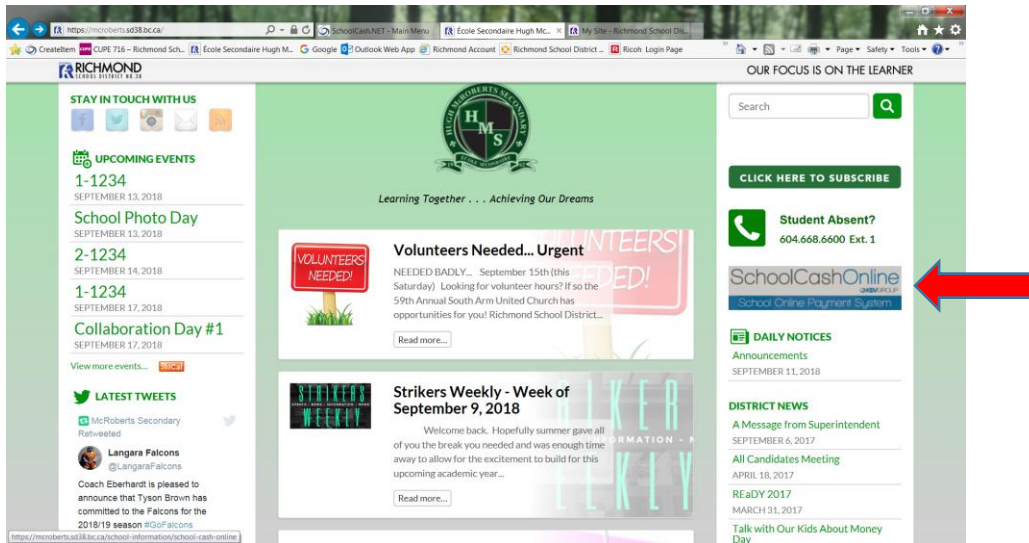 https://mcroberts.sd38.bc.ca/
SchoolCash.NET - Main Menu
École Secondaire Hugh Mc...
My Site - Richmond School Dis...
CreateItem
CUPE 716 – Richmond Sch...
École Secondaire Hugh M...
Google
Outlook Web App
Richmond Account
Richmond School District ...
Ricoh Login Page
Page
Safety
Tools
RICHMOND
SCHOOL DISTRICT NO.38
OUR FOCUS IS ON THE LEARNER
STAY IN TOUCH WITH US
UPCOMING EVENTS
1-1234
SEPTEMBER 13, 2018
School Photo Day
SEPTEMBER 13, 2018
2-1234
SEPTEMBER 14, 2018
1-1234
SEPTEMBER 17, 2018
Collaboration Day #1
SEPTEMBER 17, 2018
View more events...
iCal
LATEST TWEETS
McRoberts Secondary
Retweeted
Langara Falcons
@LangaraFalcons
Coach Eberhardt is pleased to
announce that Tyson Brown has
committed to the Falcons for the
2018/19 season #GoFalcons
https://mcroberts.sd38.bc.ca/school-information/school-cash-online
HUGH McROBERTS SECONDARY
H M S
ÉCOLE SECONDAIRE
Learning Together . . . Achieving Our Dreams
VOLUNTEERS
NEEDED!
Volunteers Needed... Urgent
NEEDED BADLY... September 15th (this
Saturday) Looking for volunteer hours? If so the
59th Annual South Arm United Church has
opportunities for you! Richmond School District...
Read more...
STRIKERS
WEEKLY
Strikers Weekly - Week of
September 9, 2018
Welcome back. Hopefully summer gave all
of you the break you needed and was enough time
away to allow for the excitement to build for this
upcoming academic year...
Read more...
Search
CLICK HERE TO SUBSCRIBE
Student Absent?
604.668.6600 Ext. 1
SchoolCashOnline
School Online Payment System
DAILY NOTICES
Announcements
SEPTEMBER 11, 2018
DISTRICT NEWS
A Message from Superintendent
SEPTEMBER 6, 2017
All Candidates Meeting
APRIL 18, 2017
REaDY 2017
MARCH 31, 2017
Talk with Our Kids About Money
Day